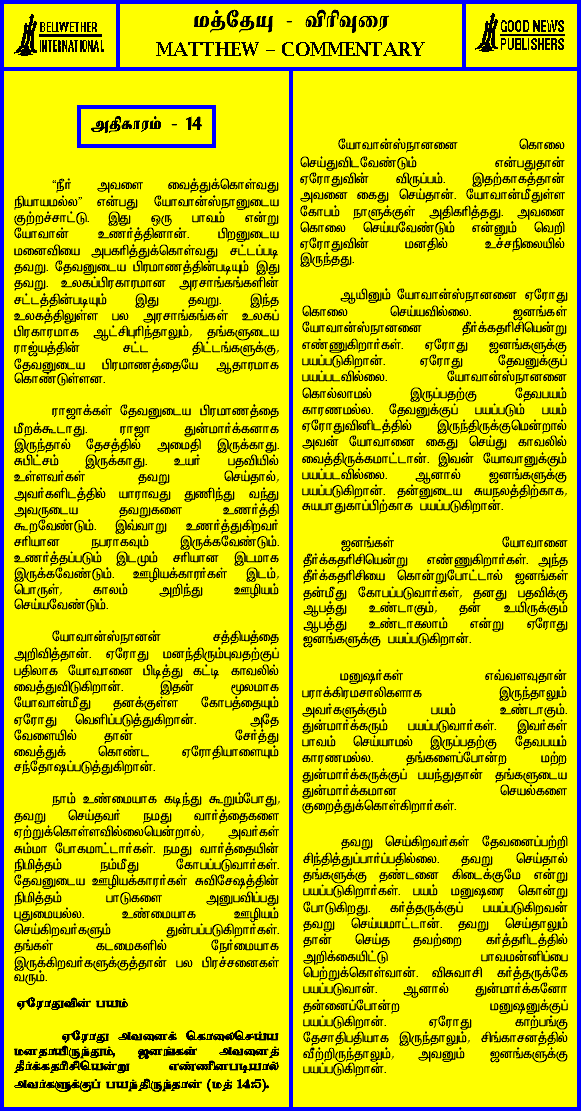 BELIWETHER
INTERNATIONAL
மத்தேயு - விரிவுரை
MATTHEW – COMMENTARY
GOOD NEWS
PUBLISHERS
அதிகாரம் - 14
“நீர் அவளை வைத்துக்கொள்வது
நியாயமல்ல” என்பது யோவான்ஸ்நானுடைய
குற்றச்சாட்டு. இது ஒரு பாவம் என்று
யோவான் உணர்த்தினான். பிறனுடைய
மனைவியை அபகரித்துக்கொள்வது சட்டப்படி
தவறு. தேவனுடைய பிரமாணத்தின்படியும் இது
தவறு. உலகப்பிரகாரமான அரசாங்கங்களின்
சட்டத்தின்படியும் இது தவறு. இந்த
உலகத்திலுள்ள பல அரசாங்கங்கள் உலகப்
பிரகாரமாக ஆட்சிபுரிந்தாலும், தங்களுடைய
ராஜ்யத்தின் சட்ட திட்டங்களுக்கு,
தேவனுடைய பிரமாணத்தையே ஆதாரமாக
கொண்டுள்ளன.
ராஜாக்கள் தேவனுடைய பிரமாணத்தை
மீறக்கூடாது. ராஜா துன்மார்க்கனாக
இருந்தால் தேசத்தில் அமைதி இருக்காது.
சுபிட்சம் இருக்காது. உயர் பதவியில்
உள்ளவர்கள் தவறு செய்தால்,
அவர்களிடத்தில் யாராவது துணிந்து வந்து
அவருடைய தவறுகளை உணர்த்தி
கூறவேண்டும். இவ்வாறு உணர்த்துகிறவர்
சரியான நபராகவும் இருக்கவேண்டும்.
உணர்த்தப்படும் இடமும் சரியான இடமாக
இருக்கவேண்டும். ஊழியக்காரர்கள் இடம்,
பொருள், காலம் அறிந்து ஊழியம்
செய்யவேண்டும்.
யோவான்ஸ்நானன் சத்தியத்தை
அறிவித்தான். ஏரோது மனந்திரும்புவதற்குப்
பதிலாக யோவானை பிடித்து கட்டி காவலில்
வைத்துவிடுகிறான். இதன் மூலமாக
யோவான்மீது தனக்குள்ள கோபத்தையும்
ஏரோது வெளிப்படுத்துகிறான். அதே
வேளையில் தான் சேர்த்து
வைத்துக் கொண்ட ஏரோதியாளையும்
சந்தோஷப்படுத்துகிறான்.
நாம் உண்மையாக கடிந்து கூறும்போது,
தவறு செய்தவர் நமது வார்த்தைகளை
ஏற்றுக்கொள்ளவில்லையென்றால், அவர்கள்
சும்மா போகமாட்டார்கள். நமது வார்த்தையின்
நிமித்தம் நம்மீது கோபப்படுவார்கள்.
தேவனுடைய ஊழியக்காரர்கள் சுவிசேஷத்தின்
நிமித்தம் பாடுகளை அனுபவிப்பது
புதுமையல்ல. உண்மையாக ஊழியம்
செய்கிறவர்களும் துன்பப்படுகிறார்கள்.
தங்கள் கடமைகளில் நேர்மையாக
இருக்கிறவர்களுக்குத்தான் பல பிரச்சனைகள்
வரும்.
ஏரோதுவின் பயம்
ஏரோது அவனைக் கொலைசெய்ய
மனதாயிருந்தும், ஜனங்கள் அவனைத்
தீர்க்கதரிசியென்று எண்ணினபடியால்
அவர்களுக்குப் பயந்திருந்தான் (மத் 14:5).
யோவான்ஸ்நானனை கொலை
செய்துவிடவேண்டும் என்பதுதான்
ஏரோதுவின் விருப்பம். இதற்காகத்தான்
அவனை கைது செய்தான். யோவான்மீதுள்ள
கோபம் நாளுக்குள் அதிகரித்தது. அவனை
கொலை செய்யவேண்டும் என்னும் வெறி
ஏரோதுவின் மனதில் உச்சநிலையில்
இருந்தது.
ஆயினும் யோவான்ஸ்நானனை ஏரோது
கொலை செய்யவில்லை. ஜனங்கள்
யோவான்ஸ்நானனை தீர்க்கதரிசியென்று
எண்ணுகிறார்கள். ஏரோது ஜனங்களுக்கு
பயப்படுகிறான். ஏரோது தேவனுக்குப்
பயப்படவில்லை. யோவான்ஸ்நானனை
கொல்லாமல் இருப்பதற்கு தேவபயம்
காரணமல்ல. தேவனுக்குப் பயப்படும் பயம்
ஏரோதுவினிடத்தில் இருந்திருக்குமென்றால்
அவன் யோவானை கைது செய்து காவலில்
வைத்திருக்கமாட்டான். இவன் யோவானுக்கும்
பயப்படவில்லை. ஆனால் ஜனங்களுக்கு
பயப்படுகிறான். தன்னுடைய சுயநலத்திற்காக,
சுயபாதுகாப்பிற்காக பயப்படுகிறான்.
ஜனங்கள் யோவானை
தீர்க்கதரிசியென்று எண்ணுகிறார்கள். அந்த
தீர்க்கதரிசியை கொன்றுபோட்டால் ஜனங்கள்
தன்மீது கோபப்படுவார்கள், தனது பதவிக்கு
ஆபத்து உண்டாகும், தன் உயிருக்கும்
ஆபத்து உண்டாகலாம் என்று ஏரோது
ஜனங்களுக்கு பயப்படுகிறான்.
மனுஷர்கள் எவ்வளவுதான்
பராக்கிரமசாலிகளாக இருந்தாலும்
அவர்களுக்கும் பயம் உண்டாகும்.
துன்மார்க்கரும் பயப்படுவார்கள். இவர்கள்
பாவம் செய்யாமல் இருப்பதற்கு தேவபயம்
காரணமல்ல. தங்களைப்போன்ற மற்ற
துன்மார்க்கருக்குப் பயந்துதான் தங்களுடைய
துன்மார்க்கமான செயல்களை
குறைத்துக்கொள்கிறார்கள்.
தவறு செய்கிறவர்கள் தேவனைப்பற்றி
சிந்தித்துப்பார்ப்பதில்லை. தவறு செய்தால்
தங்களுக்கு தண்டனை கிடைக்குமே என்று
பயப்படுகிறார்கள். பயம் மனுஷரை கொன்று
போடுகிறது. கர்த்தருக்குப் பயப்படுகிறவன்
தவறு செய்யமாட்டான். தவறு செய்தாலும்
தான் செய்த தவற்றை கர்த்தரிடத்தில்
அறிக்கையிட்டு பாவமன்னிப்பை
பெற்றுக்கொள்வான். விசுவாசி கர்த்தருக்கே
பயப்படுவான். ஆனால் துன்மார்க்கனோ
தன்னைப்போன்ற மனுஷனுக்குப்
பயப்படுகிறான். ஏரோது காற்பங்கு
தேசாதிபதியாக இருந்தாலும், சிங்காசனத்தில்
வீற்றிருந்தாலும், அவனும் ஜனங்களுக்கு
பயப்படுகிறான்.